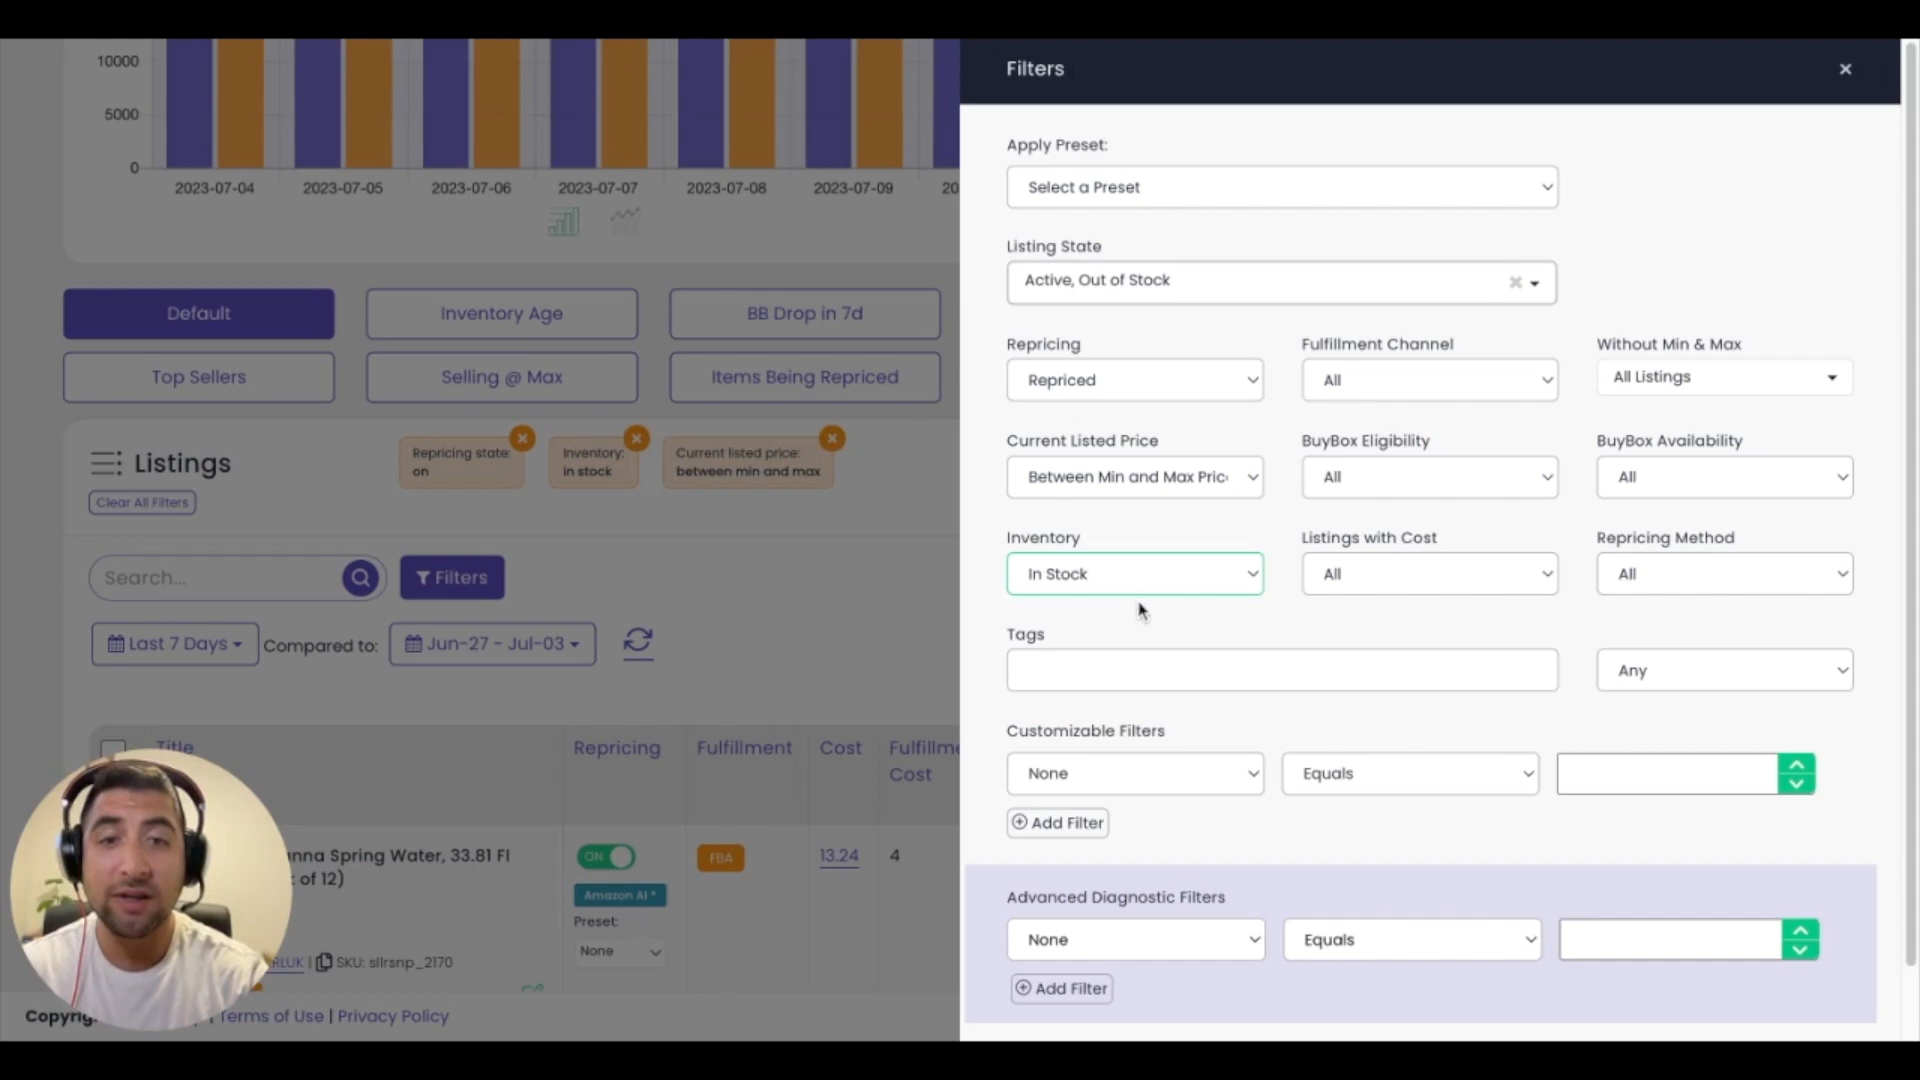 10000
5000
0
2023-07-04
2023-07-05
2023-07-06
2023-07-07
2023-07-08
2023-07-09
20
Default
Inventory Age
BB Drop in 7d
Top Sellers
Selling @ Max
Items Being Repriced
Listings
Clear All Filters
Repricing state:
on
Inventory:
in stock
Current listed price:
between min and max
Search...
Filters
Last 7 Days
Compared to:
Jun-27 - Jul-03
Title
Repricing
Fulfillment
Cost
Fulfillme
Cost
nna Spring Water, 33.81 Fl
of 12)
ON
FBA
13.24
4
Amazon AI *
Preset:
None
RLUK | SKU: sllrsnp_2170
Copyrig
Terms of Use | Privacy Policy
Filters
Apply Preset:
Select a Preset
Listing State
Active, Out of Stock
Repricing
Fulfillment Channel
Without Min & Max
Repriced
All
All Listings
Current Listed Price
BuyBox Eligibility
BuyBox Availability
Between Min and Max Pric
All
All
Inventory
Listings with Cost
Repricing Method
In Stock
All
All
Tags
Any
Customizable Filters
None
Equals
Add Filter
Advanced Diagnostic Filters
None
Equals
Add Filter